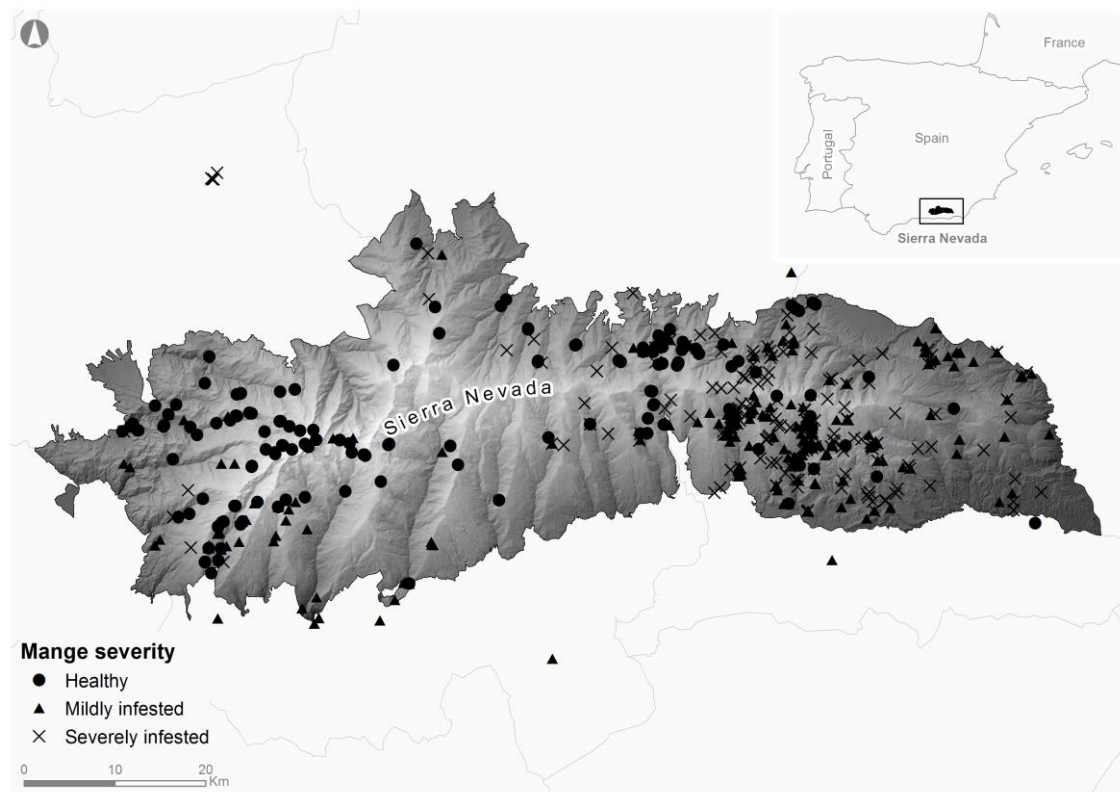 France
Portugal
Spain
Sierra Nevada
Sierra Nevada
Mange severity
Healthy
Mildly infested
Severely infested
0 10 20
Km